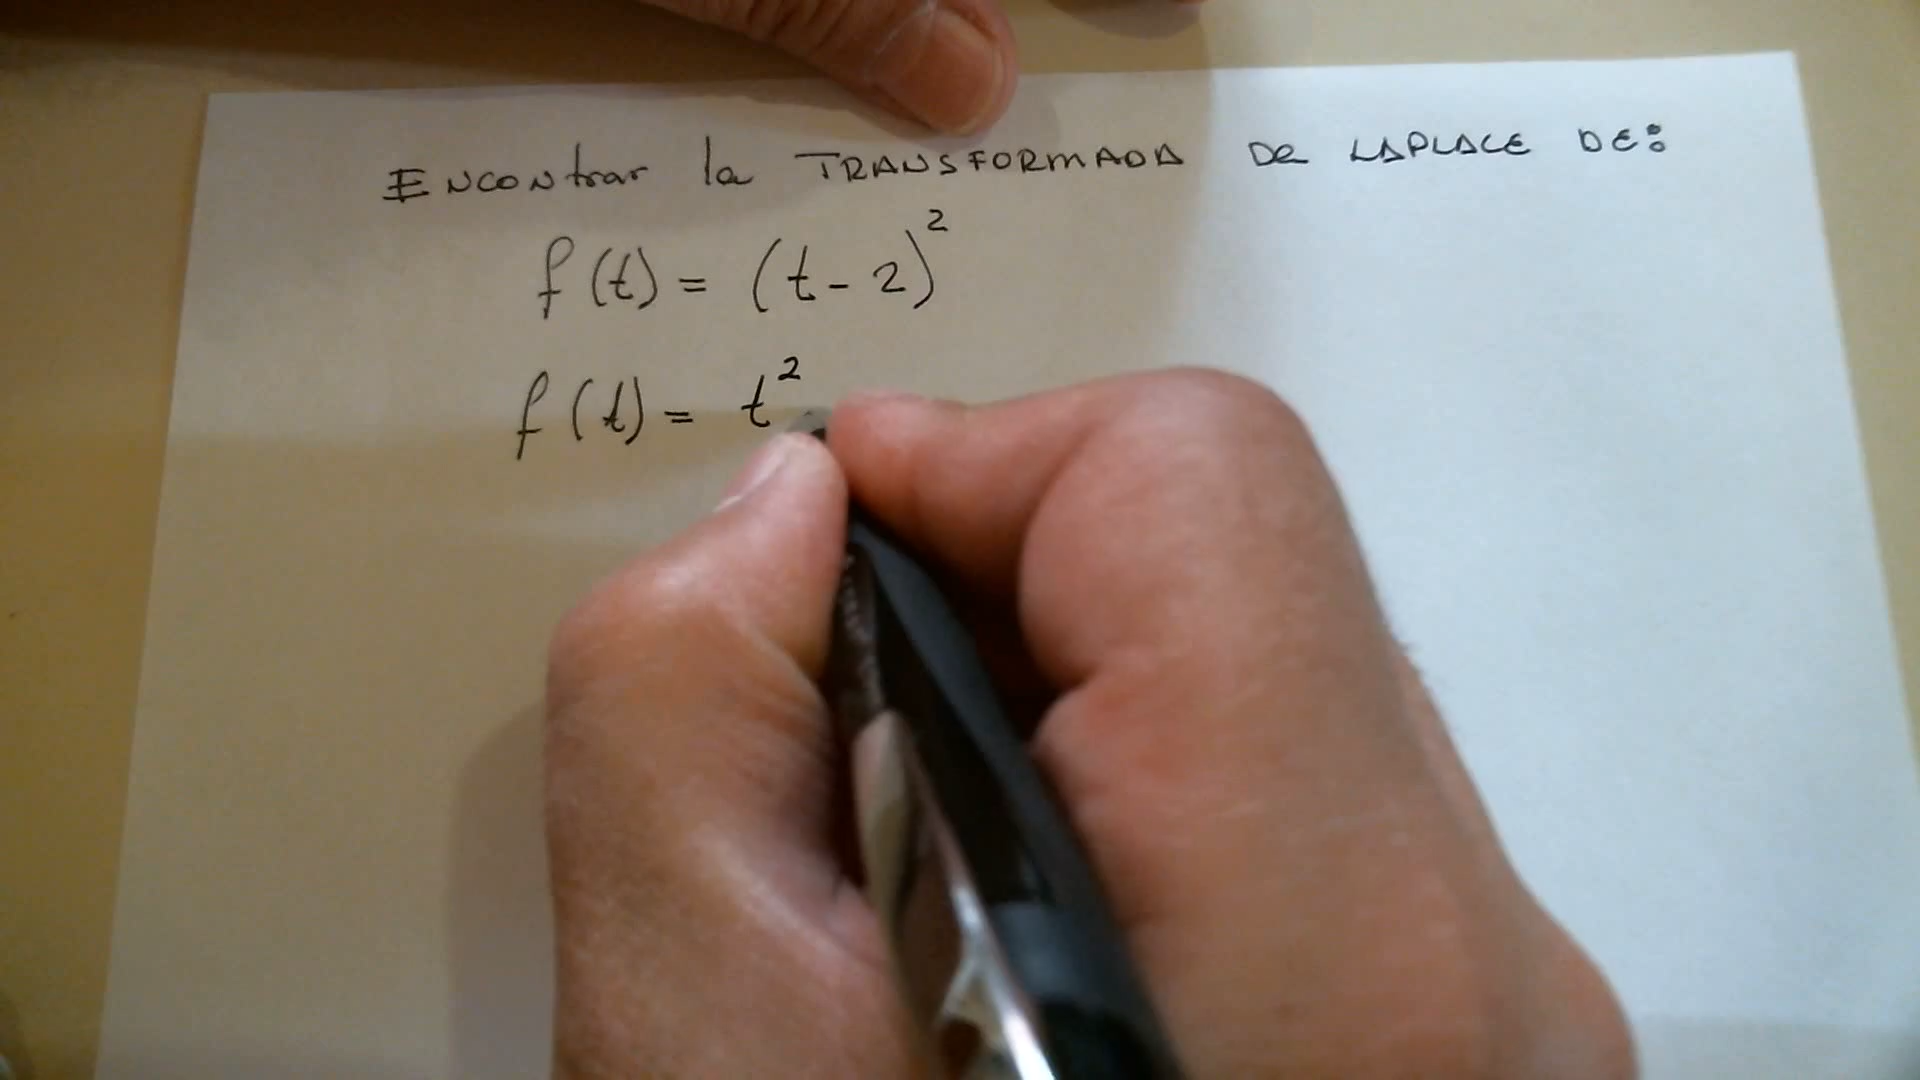 Encontrar la TRANSFORMADA De LAPLACE DE:
f(t) = (t - 2)²
f(t) = t²